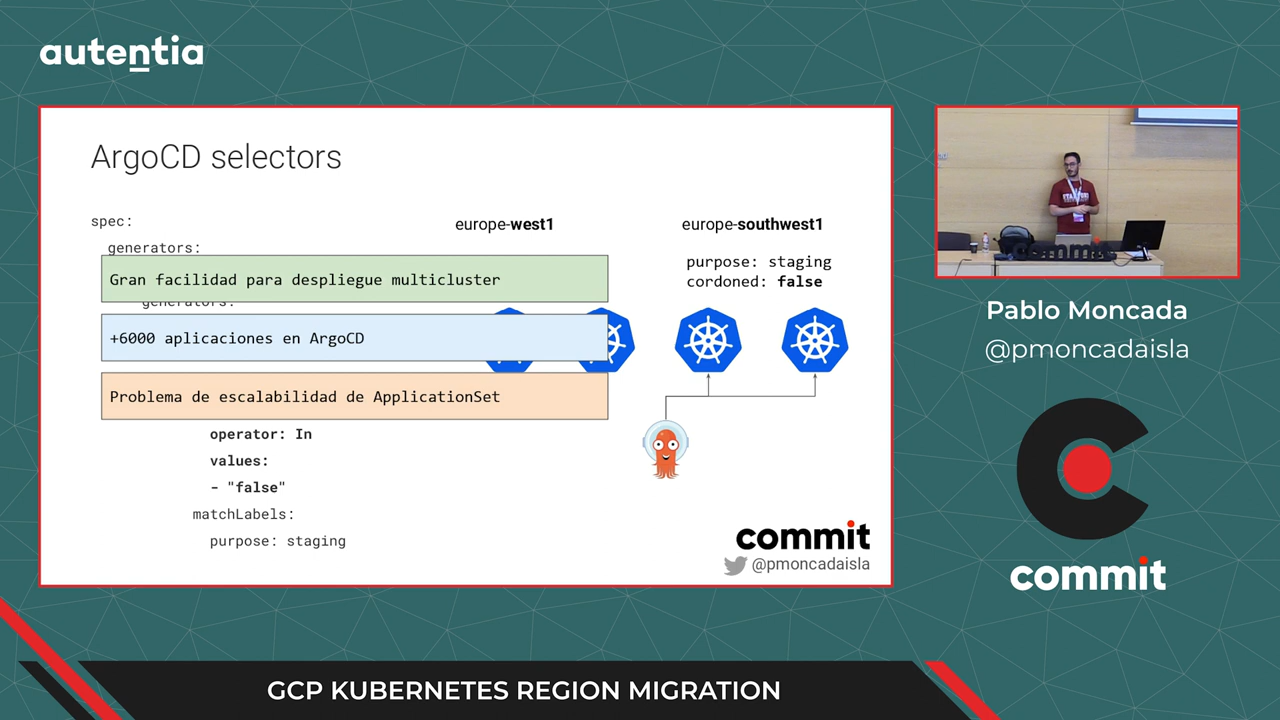 autentia
ArgoCD selectors
spec:
generators:
Gran facilidad para despliegue multicluster
generators:
+6000 aplicaciones en ArgoCD
Problema de escalabilidad de ApplicationSet
operator: In
values:
- "false"
matchLabels:
purpose: staging
europe-west1
europe-southwest1
purpose: staging
cordoned: false
commit
@pmoncadaisla
commit
Pablo Moncada
@pmoncadaisla
commit
GCP KUBERNETES REGION MIGRATION